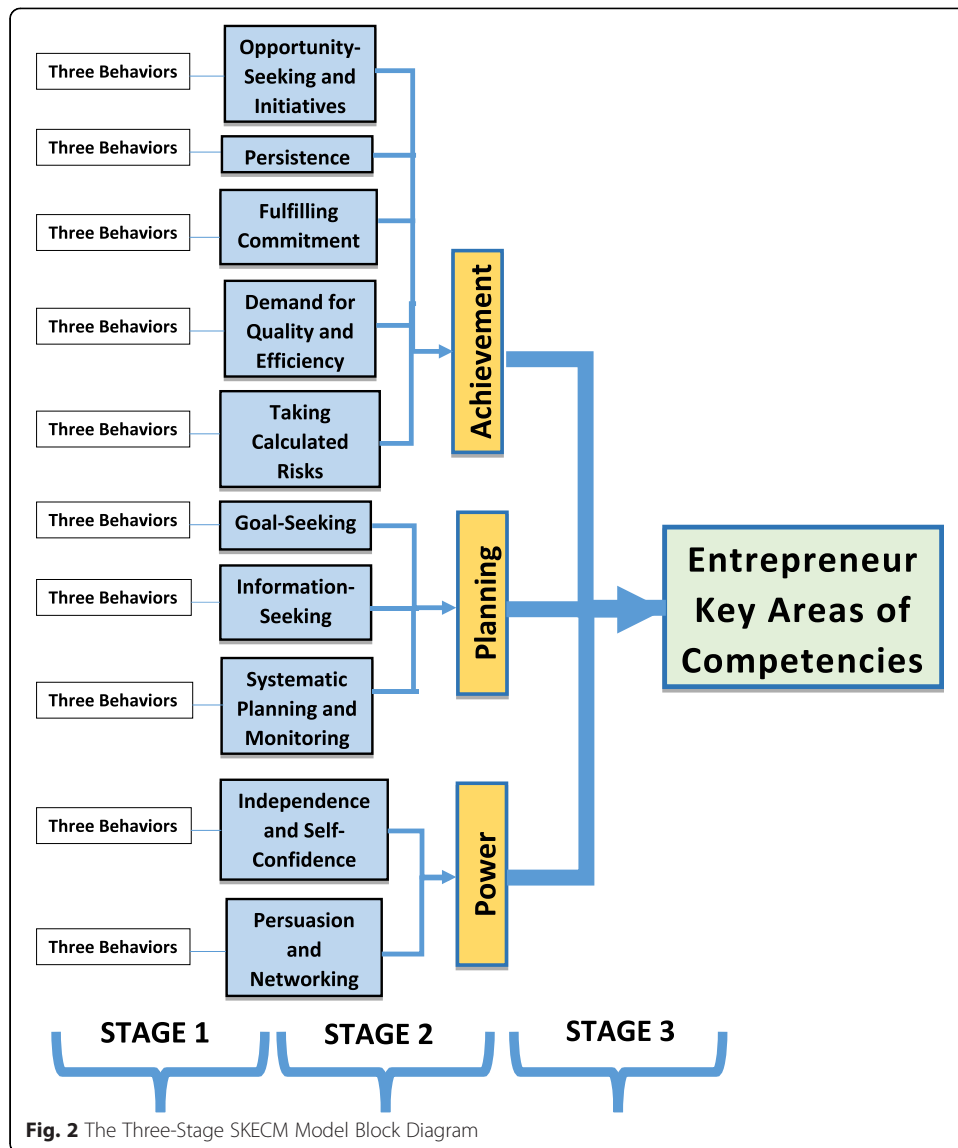 Three Behaviors
Opportunity-
Seeking and
Initiatives
Three Behaviors
Persistence
Three Behaviors
Fulfilling
Commitment
Three Behaviors
Demand for
Quality and
Efficiency
Three Behaviors
Taking
Calculated
Risks
Achievement
Three Behaviors
Goal-Seeking
Three Behaviors
Information-
Seeking
Three Behaviors
Systematic
Planning and
Monitoring
Planning
Three Behaviors
Independence
and Self-
Confidence
Three Behaviors
Persuasion
and
Networking
Power
Entrepreneur
Key Areas of
Competencies
STAGE 1
STAGE 2
STAGE 3
Fig. 2 The Three-Stage SKECM Model Block Diagram